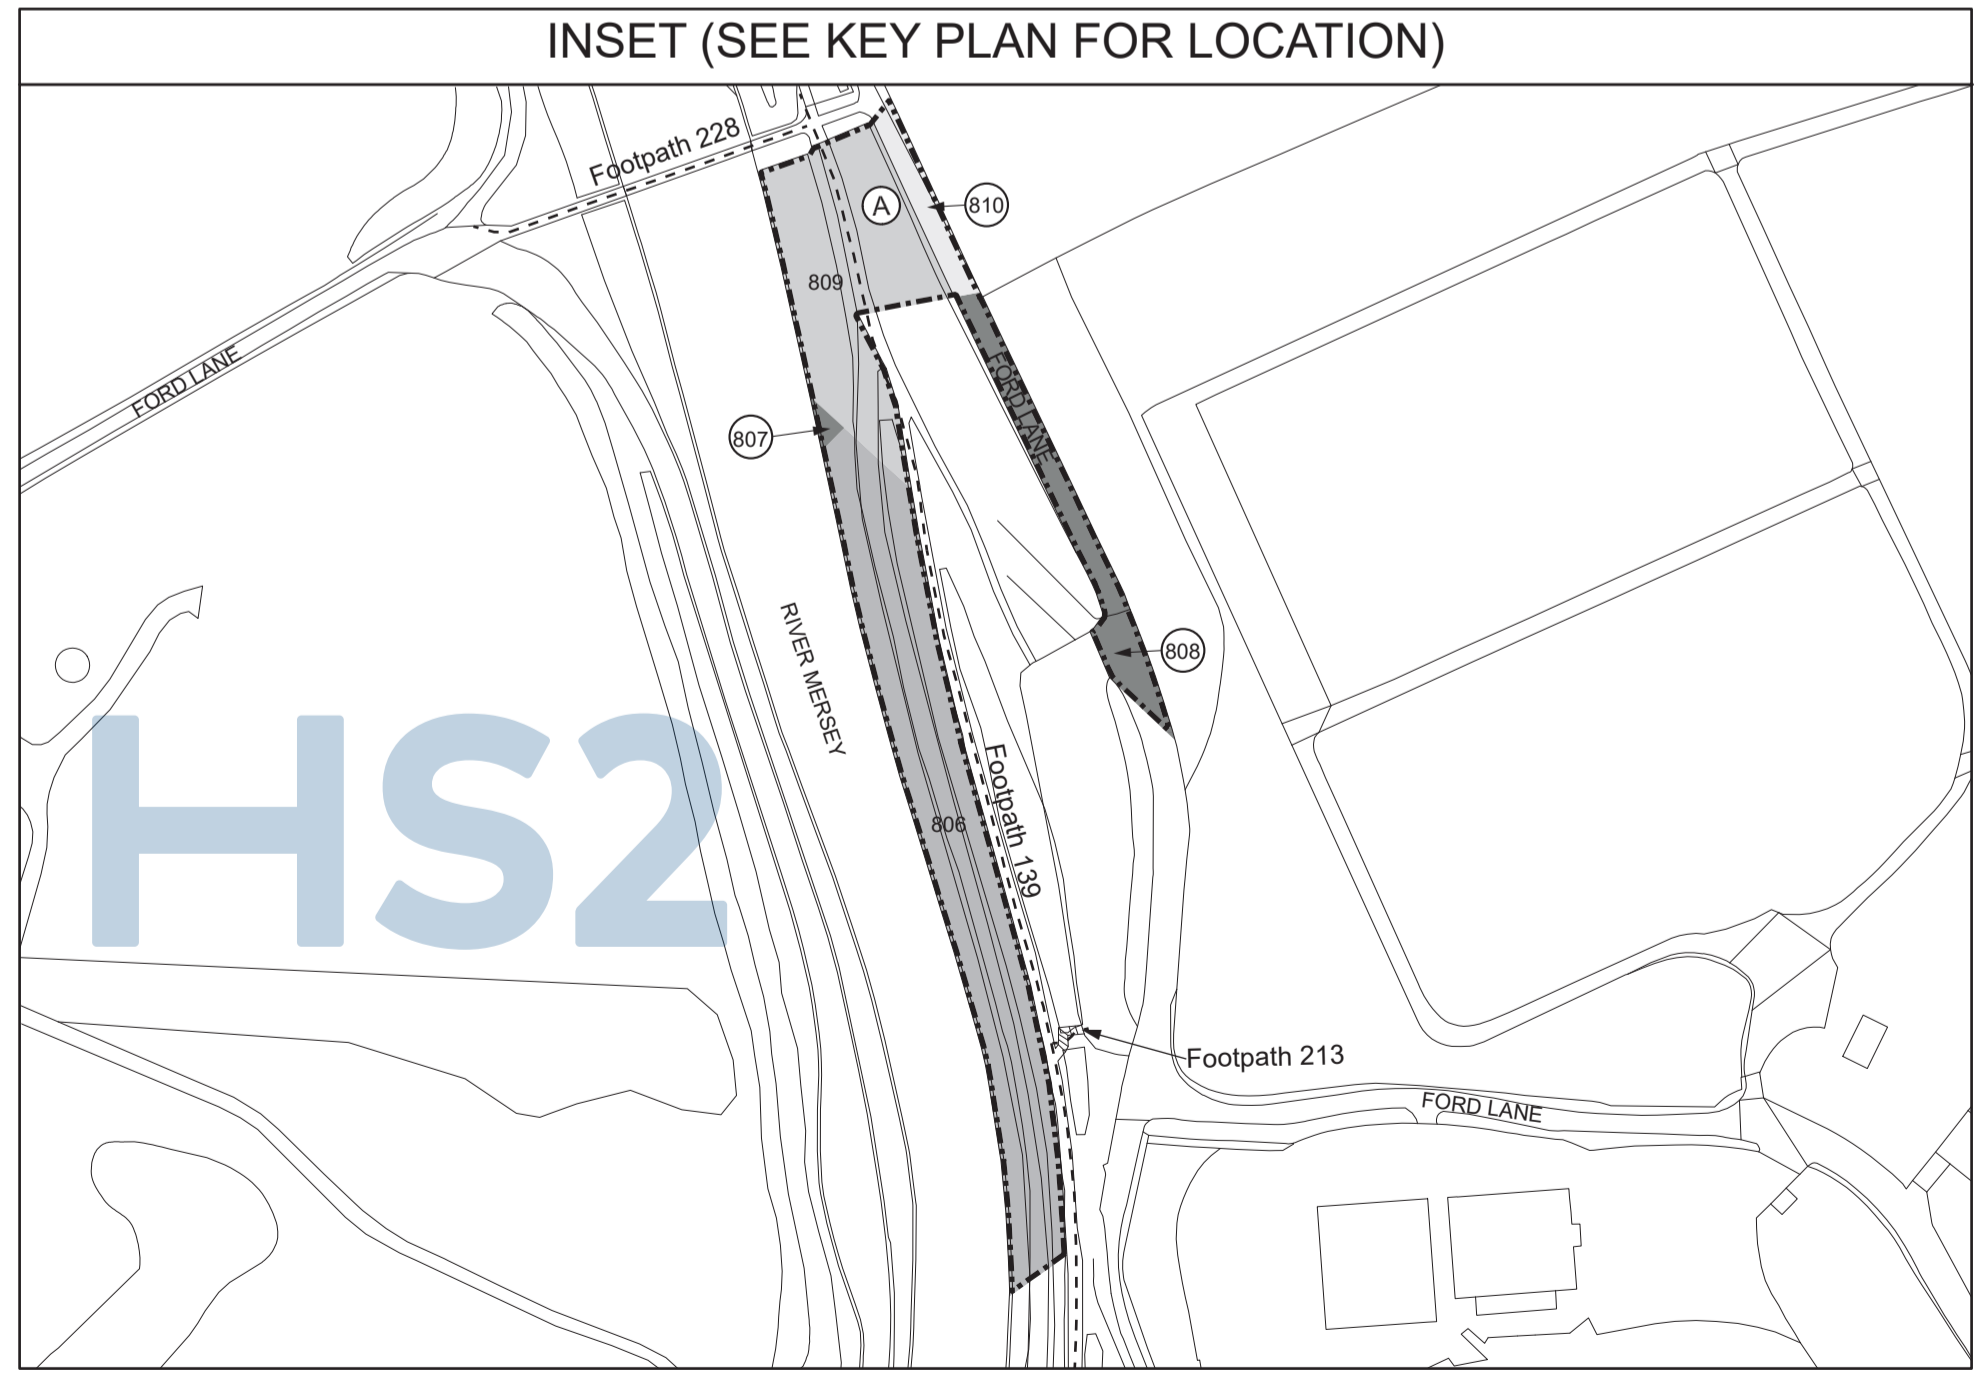 INSET (SEE KEY PLAN FOR LOCATION)
Footpath 228
A
810
809
FORD LANE
FORD LANE
807
RIVER MERSEY
808
HS2
Footpath 139
806
Footpath 213
FORD LANE